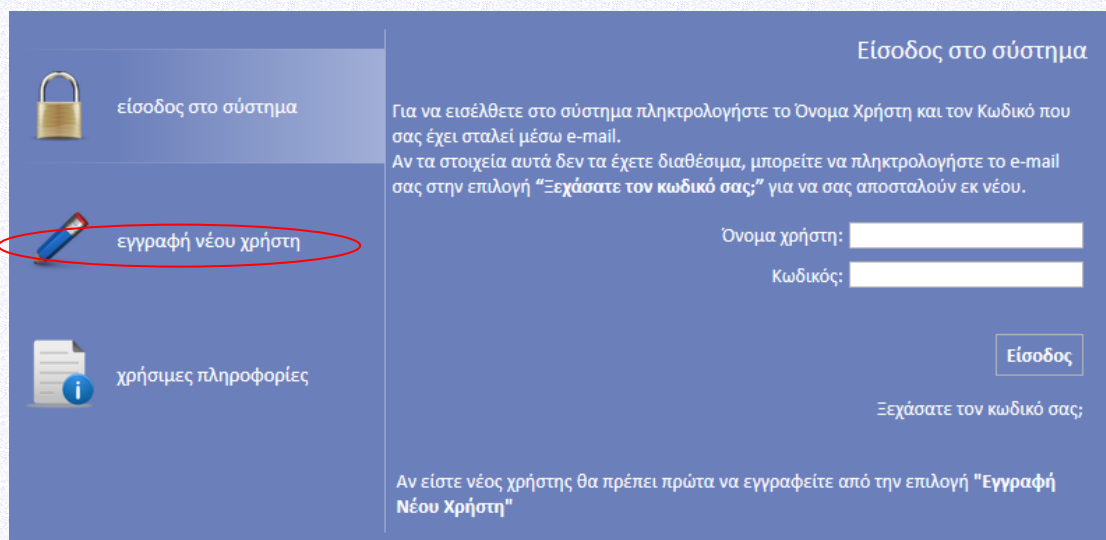 είσοδος στο σύστημα
εγγραφή νέου χρήστη
χρήσιμες πληροφορίες
Είσοδος στο σύστημα
Για να εισέλθετε στο σύστημα πληκτρολογήστε το Όνομα Χρήστη και τον Κωδικό που
σας έχει σταλεί μέσω e-mail.
Αν τα στοιχεία αυτά δεν τα έχετε διαθέσιμα, μπορείτε να πληκτρολογήστε το e-mail
σας στην επιλογή “Ξεχάσατε τον κωδικό σας;” για να σας αποσταλούν εκ νέου.
Όνομα χρήστη:
Κωδικός:
Είσοδος
Ξεχάσατε τον κωδικό σας;
Αν είστε νέος χρήστης θα πρέπει πρώτα να εγγραφείτε από την επιλογή "Εγγραφή
Νέου Χρήστη"